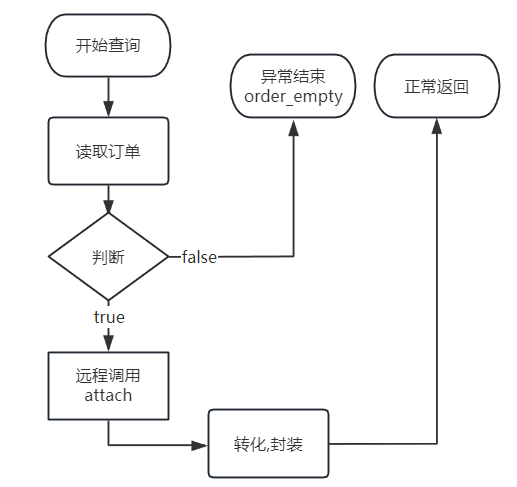 开始查询
异常结束
order_empty
正常返回
读取订单
判断
false
true
远程调用
attach
转化,封装